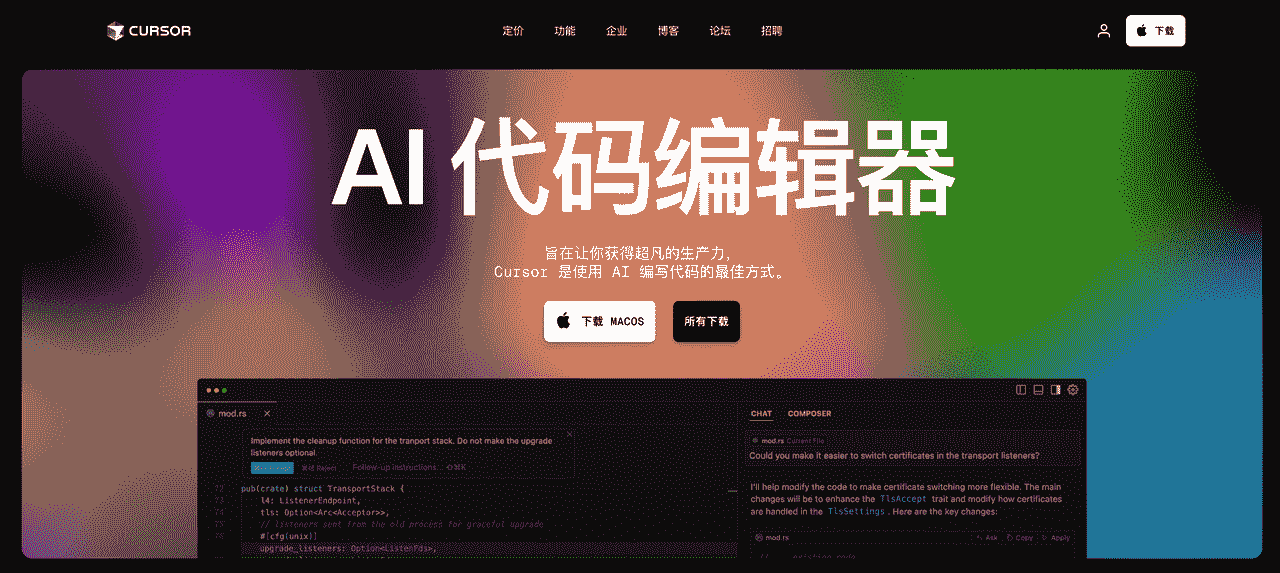 CURSOR
定价 功能 企业 博客 论坛 招聘
下载
AI 代码编辑器
旨在让你获得超凡的生产力,
Cursor 是使用 AI 编写代码的最佳方式。
下载 MACOS
所有下载
mod.rs
Implement the cleanup function for the tranport stack. Do not make the upgrade
listeners optional.
Reject Follow-up instructions... ⇧⌘K
72 pub(crate) struct TransportStack {
73 l4: ListenerEndpoint,
74 tls: Option<Arc<Acceptor>>,
75 // listeners sent from the old process for graceful upgrade
76 #[cfg(unix)]
upgrade_listeners: Option<ListenFds>,
CHAT COMPOSER
mod.rs Current File
Could you make it easier to switch certificates in the transport listeners?
I'll help modify the code to make certificate switching more flexible. The main
changes will be to enhance the TlsAccept trait and modify how certificates
are handled in the TlsSettings. Here are the key changes:
mod.rs Ask Copy Apply
// ... existing code